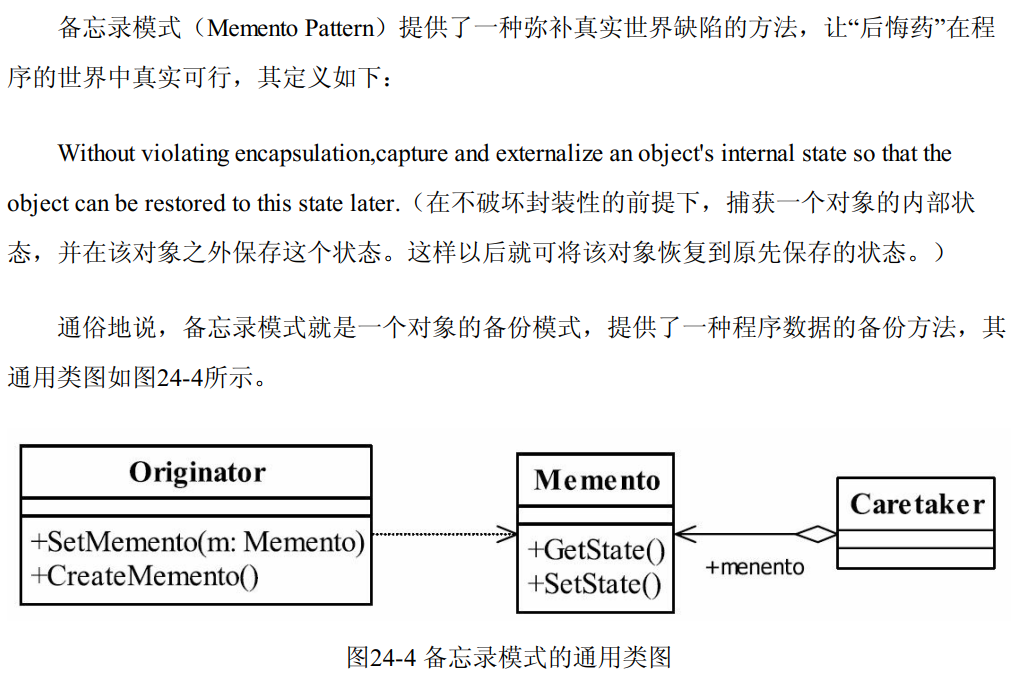 备忘录模式（Memento Pattern）提供了一种弥补真实世界缺陷的方法，让“后悔药”在程
序的世界中真实可行，其定义如下：
Without violating encapsulation,capture and externalize an object's internal state so that the
object can be restored to this state later.（在不破坏封装性的前提下，捕获一个对象的内部状
态，并在该对象之外保存这个状态。这样以后就可将该对象恢复到原先保存的状态。）
通俗地说，备忘录模式就是一个对象的备份模式，提供了一种程序数据的备份方法，其
通用类图如图24-4所示。
Originator
+SetMemento(m: Memento)
+CreateMemento()
Memento
+GetState()
+SetState()
+menento
Caretaker
图24-4 备忘录模式的通用类图